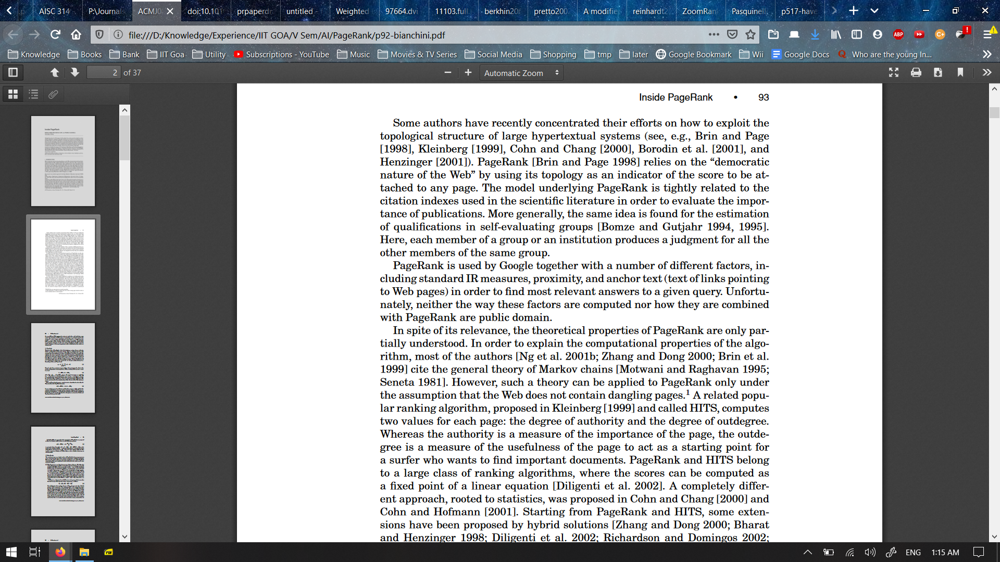 AISC 314
P:\Journals
ACMJ0
doi:10.101
prpaperdr
untitled -
Weighted
97664.dvi
11103.full.
berkhin20
pretto200
A modifie
reinhardt2
ZoomRan
Pasquinell
p517-have
file:///D:/Knowledge/Experience/IIT GOA/V Sem/AI/PageRank/p92-bianchini.pdf
ABP
C+
!
Knowledge
Books
Bank
IIT Goa
Utility
Subscriptions - YouTube
Music
Movies & TV Series
Social Media
Shopping
tmp
later
Google Bookmark
Wii
Google Docs
Who are the young In...
2 of 37
Automatic Zoom
Inside PageRank • 93
Some authors have recently concentrated their efforts on how to exploit the
topological structure of large hypertextual systems (see, e.g., Brin and Page
[1998], Kleinberg [1999], Cohn and Chang [2000], Borodin et al. [2001], and
Henzinger [2001]). PageRank [Brin and Page 1998] relies on the “democratic
nature of the Web” by using its topology as an indicator of the score to be at-
tached to any page. The model underlying PageRank is tightly related to the
citation indexes used in the scientific literature in order to evaluate the impor-
tance of publications. More generally, the same idea is found for the estimation
of qualifications in self-evaluating groups [Bomze and Gutjahr 1994, 1995].
Here, each member of a group or an institution produces a judgment for all the
other members of the same group.
PageRank is used by Google together with a number of different factors, in-
cluding standard IR measures, proximity, and anchor text (text of links pointing
to Web pages) in order to find most relevant answers to a given query. Unfortu-
nately, neither the way these factors are computed nor how they are combined
with PageRank are public domain.
In spite of its relevance, the theoretical properties of PageRank are only par-
tially understood. In order to explain the computational properties of the algo-
rithm, most of the authors [Ng et al. 2001b; Zhang and Dong 2000; Brin et al.
1999] cite the general theory of Markov chains [Motwani and Raghavan 1995;
Seneta 1981]. However, such a theory can be applied to PageRank only under
the assumption that the Web does not contain dangling pages.¹ A related popu-
lar ranking algorithm, proposed in Kleinberg [1999] and called HITS, computes
two values for each page: the degree of authority and the degree of outdegree.
Whereas the authority is a measure of the importance of the page, the outde-
gree is a measure of the usefulness of the page to act as a starting point for
a surfer who wants to find important documents. PageRank and HITS belong
to a large class of ranking algorithms, where the scores can be computed as
a fixed point of a linear equation [Diligenti et al. 2002]. A completely differ-
ent approach, rooted to statistics, was proposed in Cohn and Chang [2000] and
Cohn and Hofmann [2001]. Starting from PageRank and HITS, some exten-
sions have been proposed by hybrid solutions [Zhang and Dong 2000; Bharat
and Henzinger 1998; Diligenti et al. 2002; Richardson and Domingos 2002;
PDF
ENG
1:15 AM